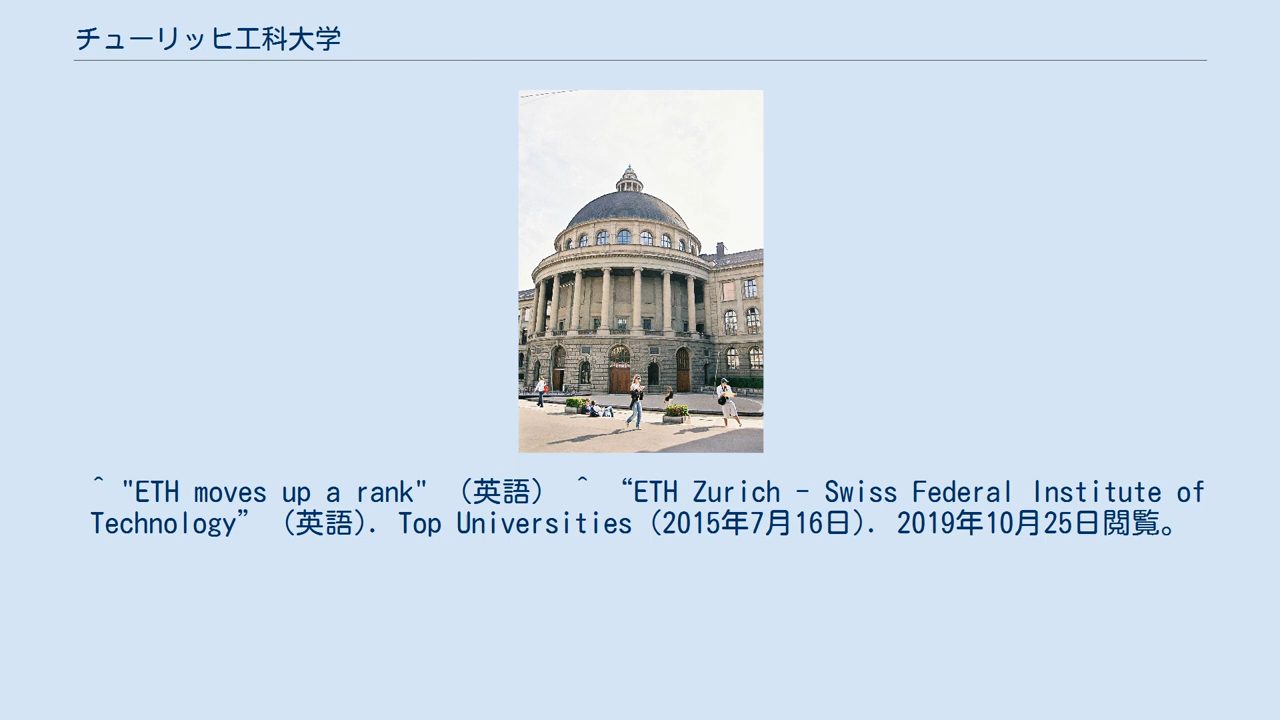 チューリッヒ工科大学
^ "ETH moves up a rank" （英語） ^ “ETH Zurich - Swiss Federal Institute of
Technology” （英語）. Top Universities (2015年7月16日). 2019年10月25日閲覧。